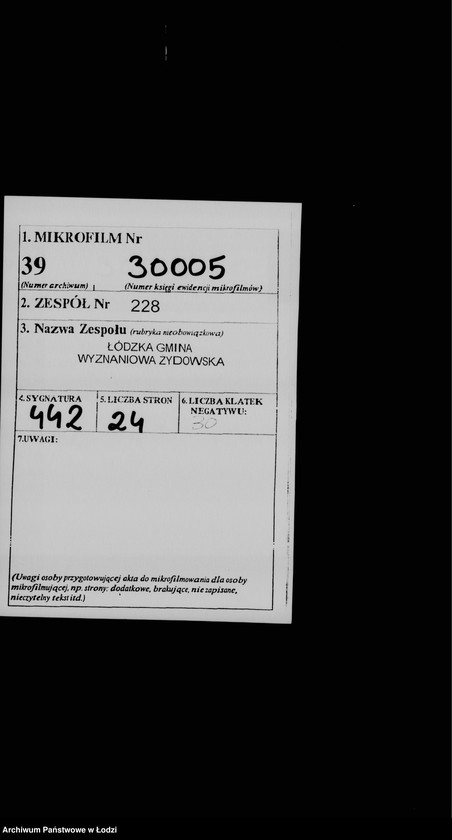 1. MIKROFILM Nr
39 30005
(Numer archiwum) (Numer księgi ewidencji mikrofilmów)
2. ZESPÓŁ Nr 228
3. Nazwa Zespołu (rubryka nieobowiązkowa)
ŁÓDZKA GMINA
WYZNANIOWA ŻYDOWSKA
4. SYGNATURA 5. LICZBA STRON 6. LICZBA KLATEK
NEGATYWU:
442 24 30
7.UWAGI:
(Uwagi osoby przygotowującej akta do mikrofilmowania dla osoby
mikrofilmującej, np. strony: dodatkowe, brakujące, nie zapisane,
nieczytelny tekst itd.)
Archiwum Państwowe w Łodzi